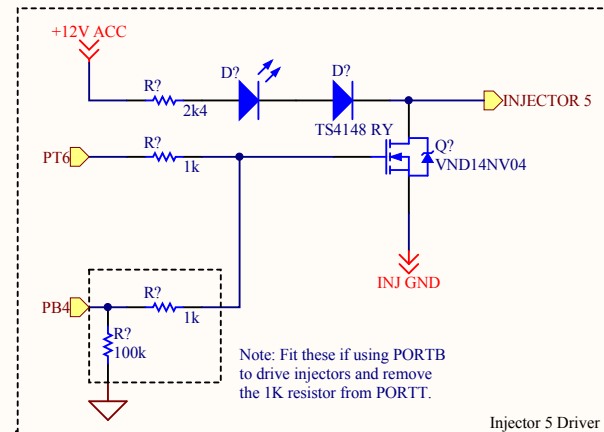 +12V ACC
R?
2k4
D?
D?
TS4148 RY
INJECTOR 5
PT6
R?
1k
Q?
VND14NV04
INJ GND
PB4
R?
1k
R?
100k
Note: Fit these if using PORTB
to drive injectors and remove
the 1K resistor from PORTT.
Injector 5 Driver